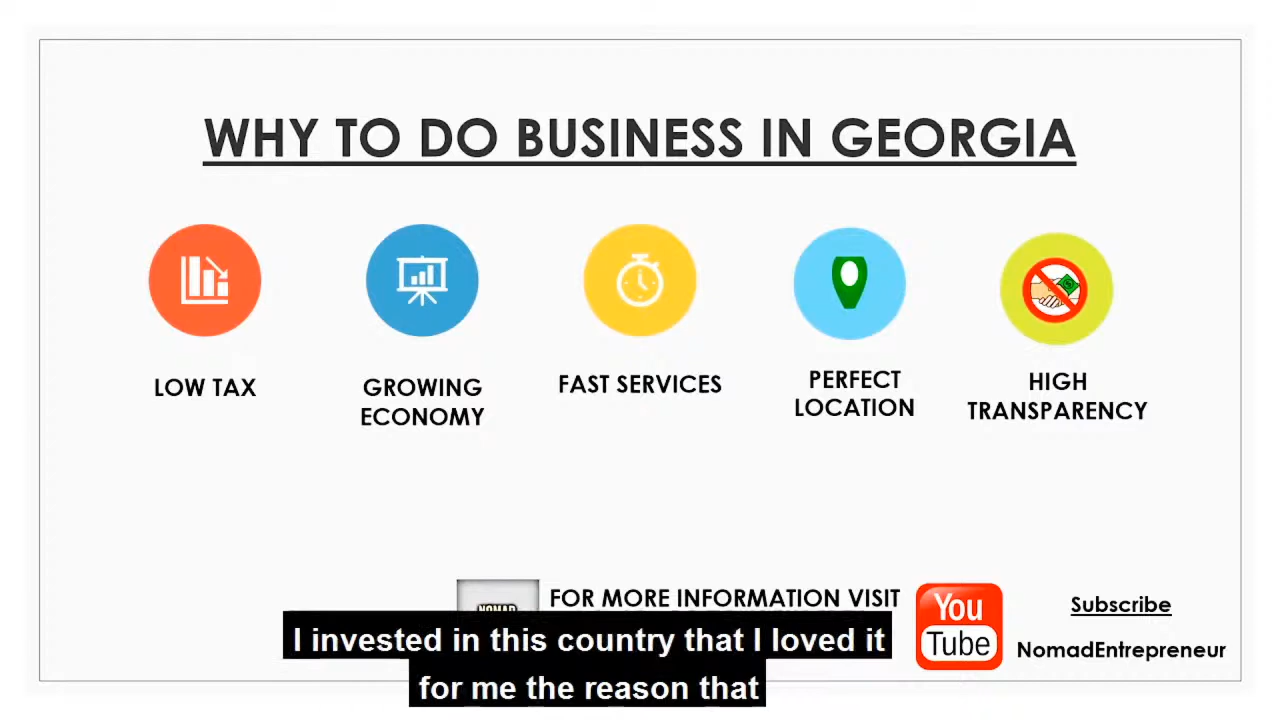 WHY TO DO BUSINESS IN GEORGIA
LOW TAX
GROWING
ECONOMY
FAST SERVICES
PERFECT
LOCATION
HIGH
TRANSPARENCY
FOR MORE INFORMATION VISIT
I invested in this country that I loved it
for me the reason that
You
Tube
Subscribe
NomadEntrepreneur